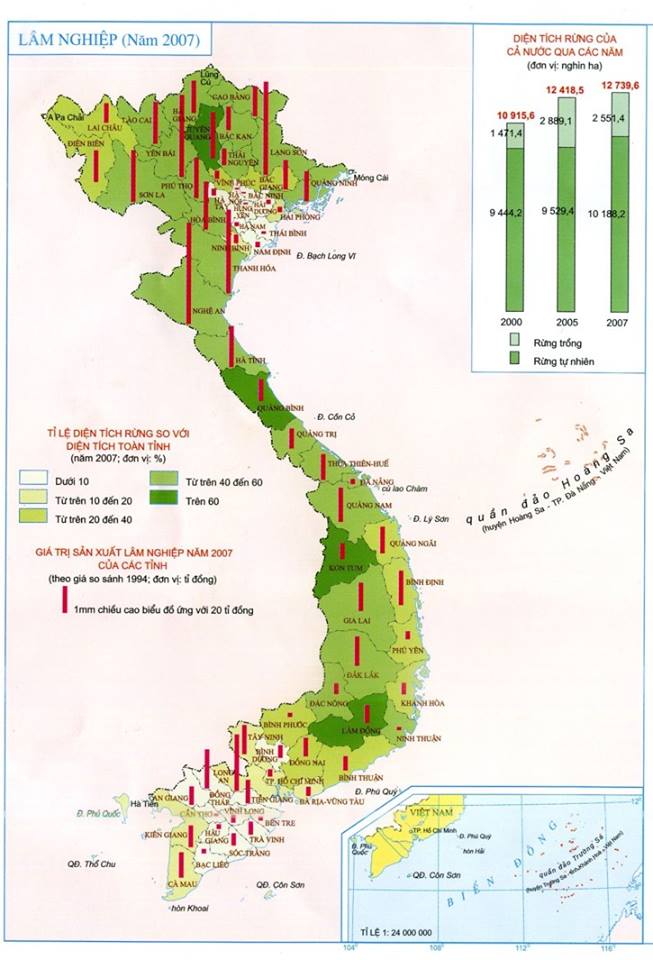 LÂM NGHIỆP (Năm 2007)
DIỆN TÍCH RỪNG CỦA
CẢ NƯỚC QUA CÁC NĂM
(đơn vị: nghìn ha)
10 915,6
12 418,5
12 739,6
1 471,4
2 889,1
2 551,4
9 444,2
9 529,4
10 188,2
2000
2005
2007
Rừng trồng
Rừng tự nhiên
Lũng
Cú
A Pa Chải
LAI CHÂU
LÀO CAI
HÀ
GIANG
CAO BẰNG
TUYÊN
QUANG
BẮC KẠN
ĐIỆN BIÊN
YÊN BÁI
THÁI
NGUYÊN
LẠNG SƠN
Móng Cái
SƠN LA
PHÚ THỌ
VĨNH PHÚC
BẮC
GIANG
QUẢNG NINH
BẮC NINH
HÀ
NỘI
HÀ
TÂY
HƯNG
YÊN
HẢI
DƯƠNG
HẢI PHÒNG
HÒA BÌNH
HÀ NAM
THÁI BÌNH
NINH BÌNH
NAM ĐỊNH
Đ. Bạch Long Vĩ
THANH HÓA
NGHỆ AN
HÀ TĨNH
QUẢNG BÌNH
Đ. Cồn Cỏ
QUẢNG TRỊ
THỪA THIÊN-HUẾ
ĐÀ NẴNG
cù lao Chàm
QUẢNG NAM
Đ. Lý Sơn
quần đảo Hoàng Sa
(huyện Hoàng Sa - TP. Đà Nẵng - Việt Nam)
TỈ LỆ DIỆN TÍCH RỪNG SO VỚI
DIỆN TÍCH TOÀN TỈNH
(năm 2007; đơn vị: %)
Dưới 10
Từ trên 10 đến 20
Từ trên 20 đến 40
Từ trên 40 đến 60
Trên 60
GIÁ TRỊ SẢN XUẤT LÂM NGHIỆP NĂM 2007
CỦA CÁC TỈNH
(theo giá so sánh 1994; đơn vị: tỉ đồng)
1mm chiều cao biểu đồ ứng với 20 tỉ đồng
QUẢNG NGÃI
KON TUM
BÌNH ĐỊNH
GIA LAI
PHÚ YÊN
ĐẮK LẮK
ĐẮC NÔNG
KHÁNH HÒA
LÂM ĐỒNG
NINH THUẬN
BÌNH PHƯỚC
TÂY NINH
BÌNH
DƯƠNG
ĐỒNG NAI
BÌNH THUẬN
TP. HỒ CHÍ MINH
BÀ RỊA-VŨNG TÀU
Đ. Phú Quý
LONG
AN
Hà Tiên
AN GIANG
ĐỒNG
THÁP
TIỀN GIANG
Đ. Phú Quốc
CẦN THƠ
VĨNH LONG
BẾN TRE
KIÊN GIANG
HẬU
GIANG
TRÀ VINH
SÓC TRĂNG
QĐ. Thổ Chu
BẠC LIÊU
CÀ MAU
QĐ. Côn Sơn
hòn Khoai
VIỆT NAM
TP. Hồ Chí Minh
Đ. Phú
Quốc
Đ. Phú Quý
hòn Hải
QĐ. Côn Sơn
BIỂN ĐÔNG
quần đảo Trường Sa
(huyện Trường Sa - tỉnh Khánh Hoà - Việt Nam)
TỈ LỆ 1: 24 000 000
12°
8°
104°
108°
112°
116°